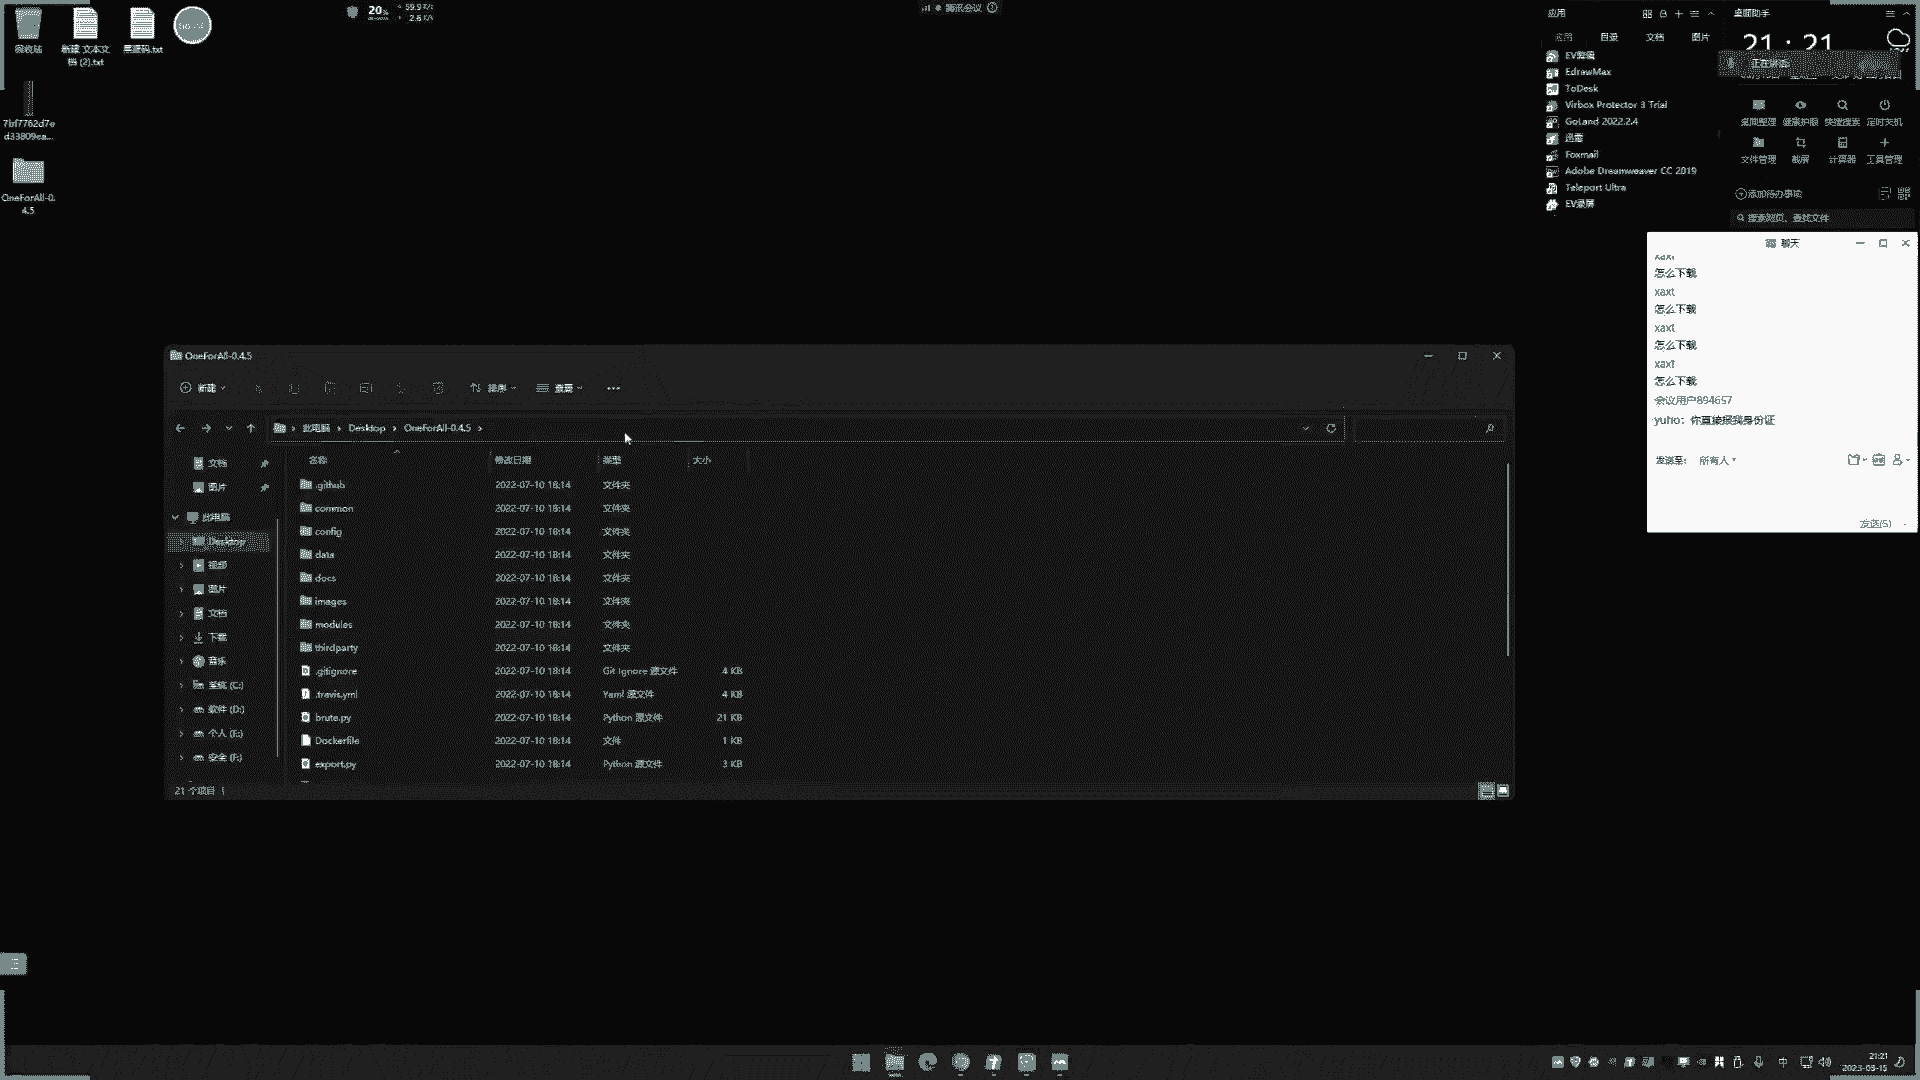 20%
59.9 K/s
2.6 K/s
腾讯会议
回收站
新建 文本文
档 (2).txt
黑源码.txt
7bf7762d7e
d33809ea...
OneForAll-0.
4.5
应用
目录
文档
图片
EV剪辑
EdrawMax
ToDesk
Virbox Protector 3 Trial
GoLand 2022.2.4
迅雷
Foxmail
Adobe Dreamweaver CC 2019
Teleport Ultra
EV录屏
桌面助手
21 : 21
正在讲话:
桌面整理
健康护眼
快速搜索
定时关机
文件管理
截屏
计算器
工具管理
添加待办事项
搜索网页、查找文件
聊天
xaxt
怎么下载
xaxt
怎么下载
xaxt
怎么下载
xaxt
怎么下载
会议用户894657
yuho：你直接报我身份证
发送至： 所有人
发送(S)
OneForAll-0.4.5
新建
排序
查看
此电脑 › Desktop › OneForAll-0.4.5 ›
名称 修改日期 类型 大小
文档
图片
此电脑
Desktop
视频
图片
文档
下载
音乐
系统 (C:)
软件 (D:)
个人 (E:)
安全 (F:)
.github 2022-07-10 18:14 文件夹
common 2022-07-10 18:14 文件夹
config 2022-07-10 18:14 文件夹
data 2022-07-10 18:14 文件夹
docs 2022-07-10 18:14 文件夹
images 2022-07-10 18:14 文件夹
modules 2022-07-10 18:14 文件夹
thirdparty 2022-07-10 18:14 文件夹
.gitignore 2022-07-10 18:14 Git Ignore 源文件 4 KB
.travis.yml 2022-07-10 18:14 Yaml 源文件 4 KB
brute.py 2022-07-10 18:14 Python 源文件 21 KB
Dockerfile 2022-07-10 18:14 文件 1 KB
export.py 2022-07-10 18:14 Python 源文件 3 KB
21 个项目
中
21:21
2023-03-15